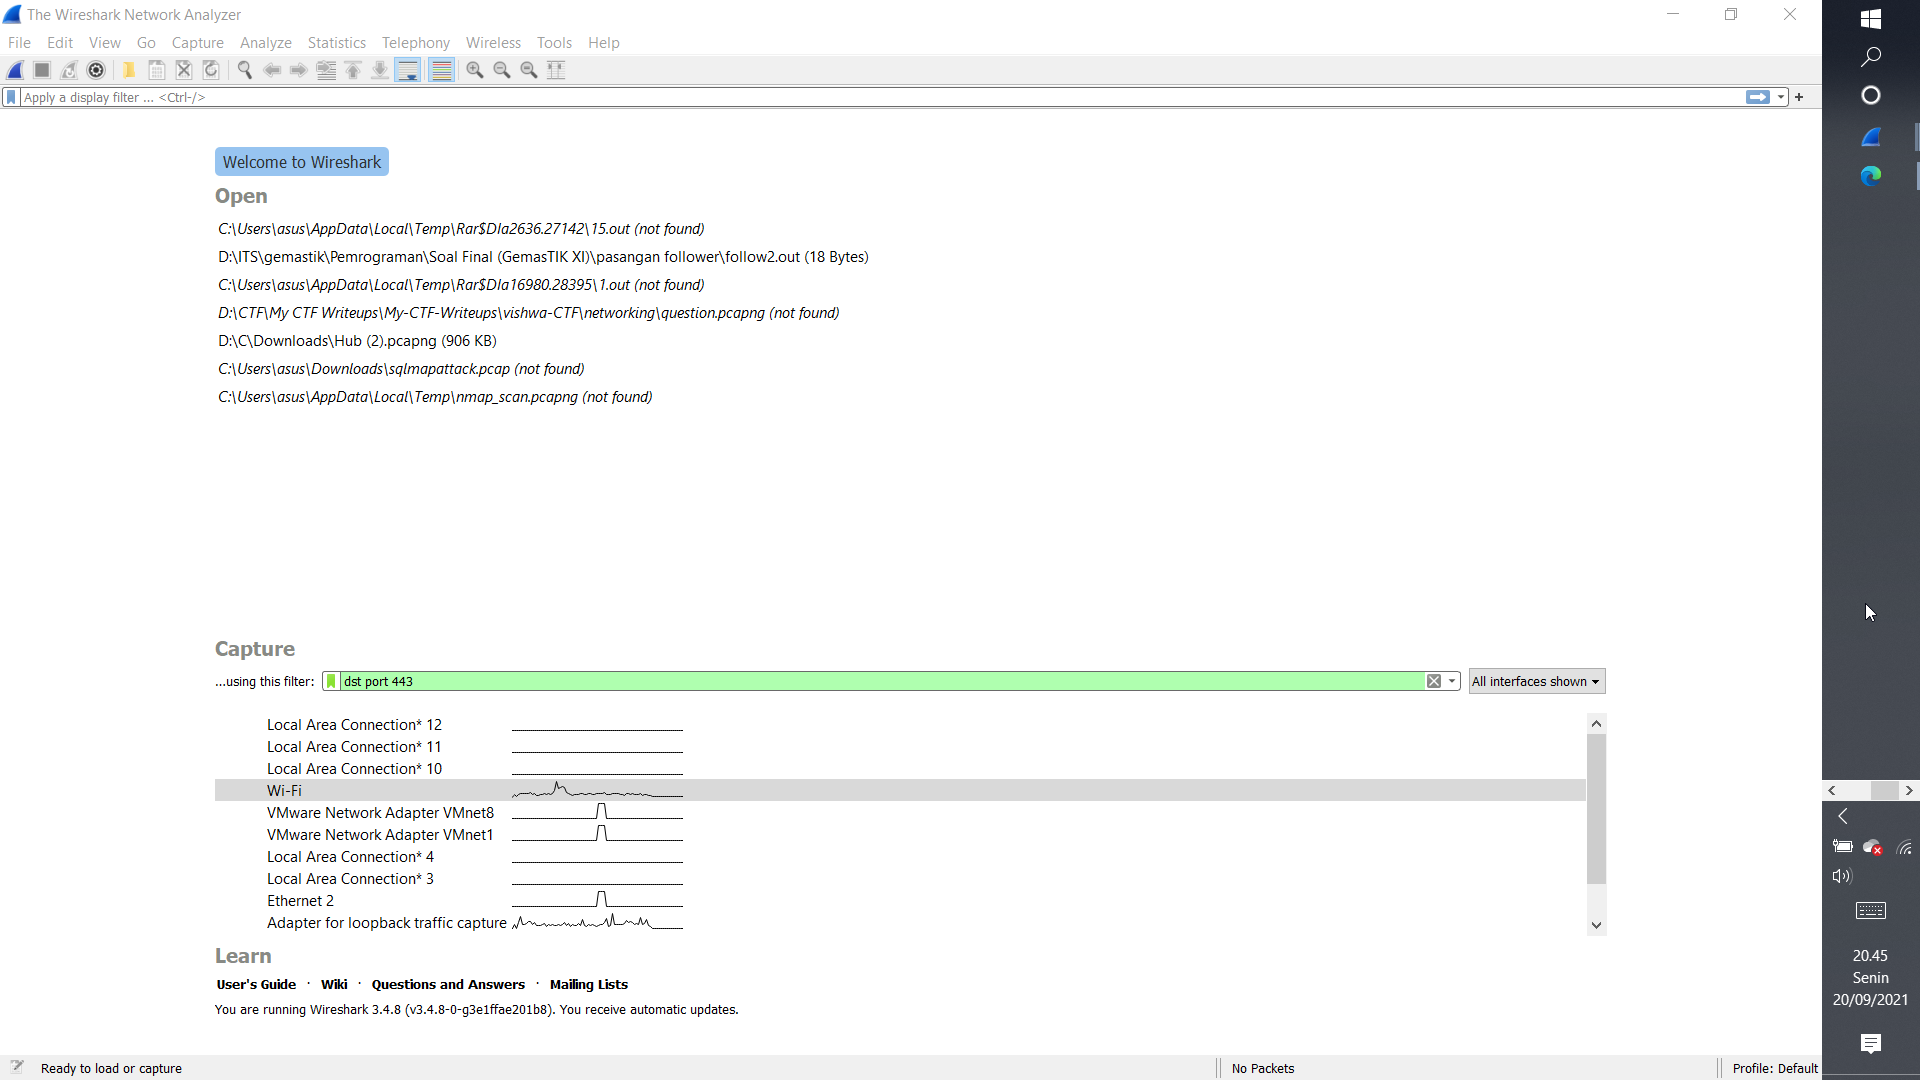 The Wireshark Network Analyzer
File Edit View Go Capture Analyze Statistics Telephony Wireless Tools Help
Apply a display filter ... <Ctrl-/>
Welcome to Wireshark
Open
C:\Users\asus\AppData\Local\Temp\Rar$DIa2636.27142\15.out (not found)
D:\ITS\gemastik\Pemrograman\Soal Final (GemasTIK XI)\pasangan follower\follow2.out (18 Bytes)
C:\Users\asus\AppData\Local\Temp\Rar$DIa16980.28395\1.out (not found)
D:\CTF\My CTF Writeups\My-CTF-Writeups\vishwa-CTF\networking\question.pcapng (not found)
D:\C\Downloads\Hub (2).pcapng (906 KB)
C:\Users\asus\Downloads\sqlmapattack.pcap (not found)
C:\Users\asus\AppData\Local\Temp\nmap_scan.pcapng (not found)
Capture
...using this filter: dst port 443 All interfaces shown
Local Area Connection* 12
Local Area Connection* 11
Local Area Connection* 10
Wi-Fi
VMware Network Adapter VMnet8
VMware Network Adapter VMnet1
Local Area Connection* 4
Local Area Connection* 3
Ethernet 2
Adapter for loopback traffic capture
Learn
User's Guide · Wiki · Questions and Answers · Mailing Lists
You are running Wireshark 3.4.8 (v3.4.8-0-g3e1ffae201b8). You receive automatic updates.
Ready to load or capture No Packets Profile: Default
20.45
Senin
20/09/2021